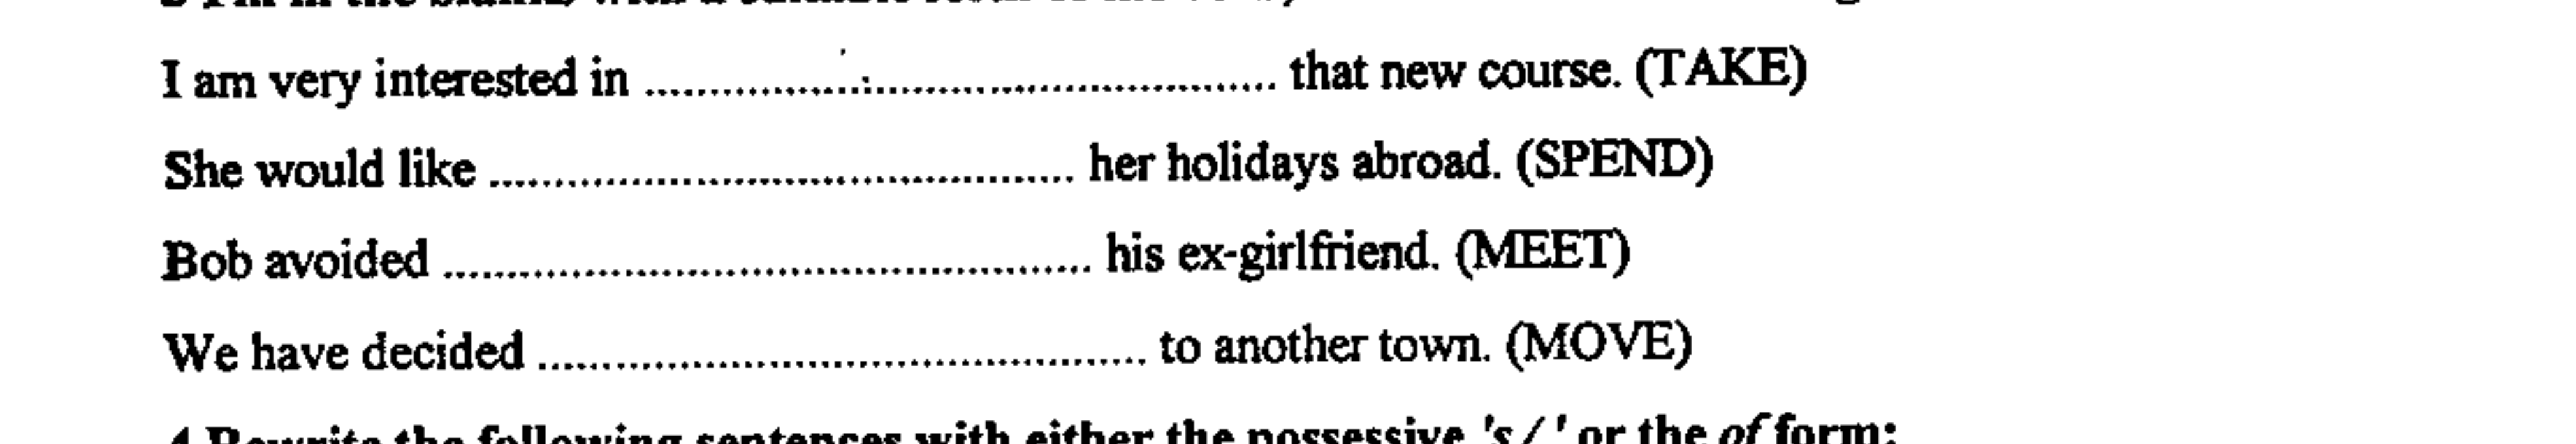 I am very interested in ................................................ that new course. (TAKE)
She would like ............................................. her holidays abroad. (SPEND)
Bob avoided .................................................. his ex-girlfriend. (MEET)
We have decided ............................................... to another town. (MOVE)
4 Rewrite the following sentences with either the possessive 's / ' or the of form: